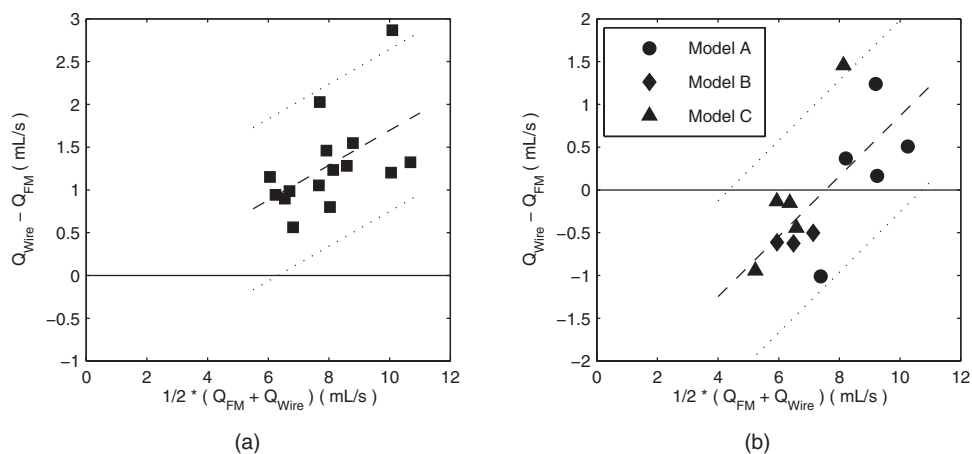 3
2.5
2
1.5
1
0.5
0
−0.5
−1
0 2 4 6 8 10 12
Q_Wire − Q_FM ( mL/s )
1/2 * ( Q_FM + Q_Wire ) ( mL/s )
(a)
2
1.5
1
0.5
0
−0.5
−1
−1.5
−2
0 2 4 6 8 10 12
Q_Wire − Q_FM ( mL/s )
Model A
Model B
Model C
1/2 * ( Q_FM + Q_Wire ) ( mL/s )
(b)